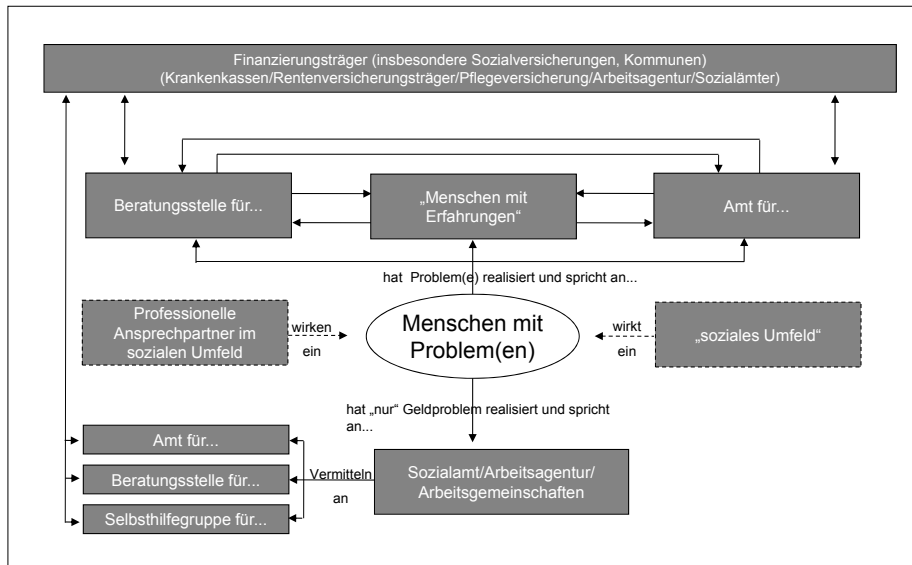 Finanzierungsträger (insbesondere Sozialversicherungen, Kommunen)
(Krankenkassen/Rentenversicherungsträger/Pflegeversicherung/Arbeitsagentur/Sozialämter)
Beratungsstelle für...
„Menschen mit
Erfahrungen“
Amt für...
hat Problem(e) realisiert und spricht an...
Professionelle
Ansprechpartner im
sozialen Umfeld
wirken
ein
Menschen mit
Problem(en)
wirkt
ein
„soziales Umfeld“
hat „nur“ Geldproblem realisiert und spricht
an...
Amt für...
Beratungsstelle für...
Selbsthilfegruppe für...
Vermitteln
an
Sozialamt/Arbeitsagentur/
Arbeitsgemeinschaften